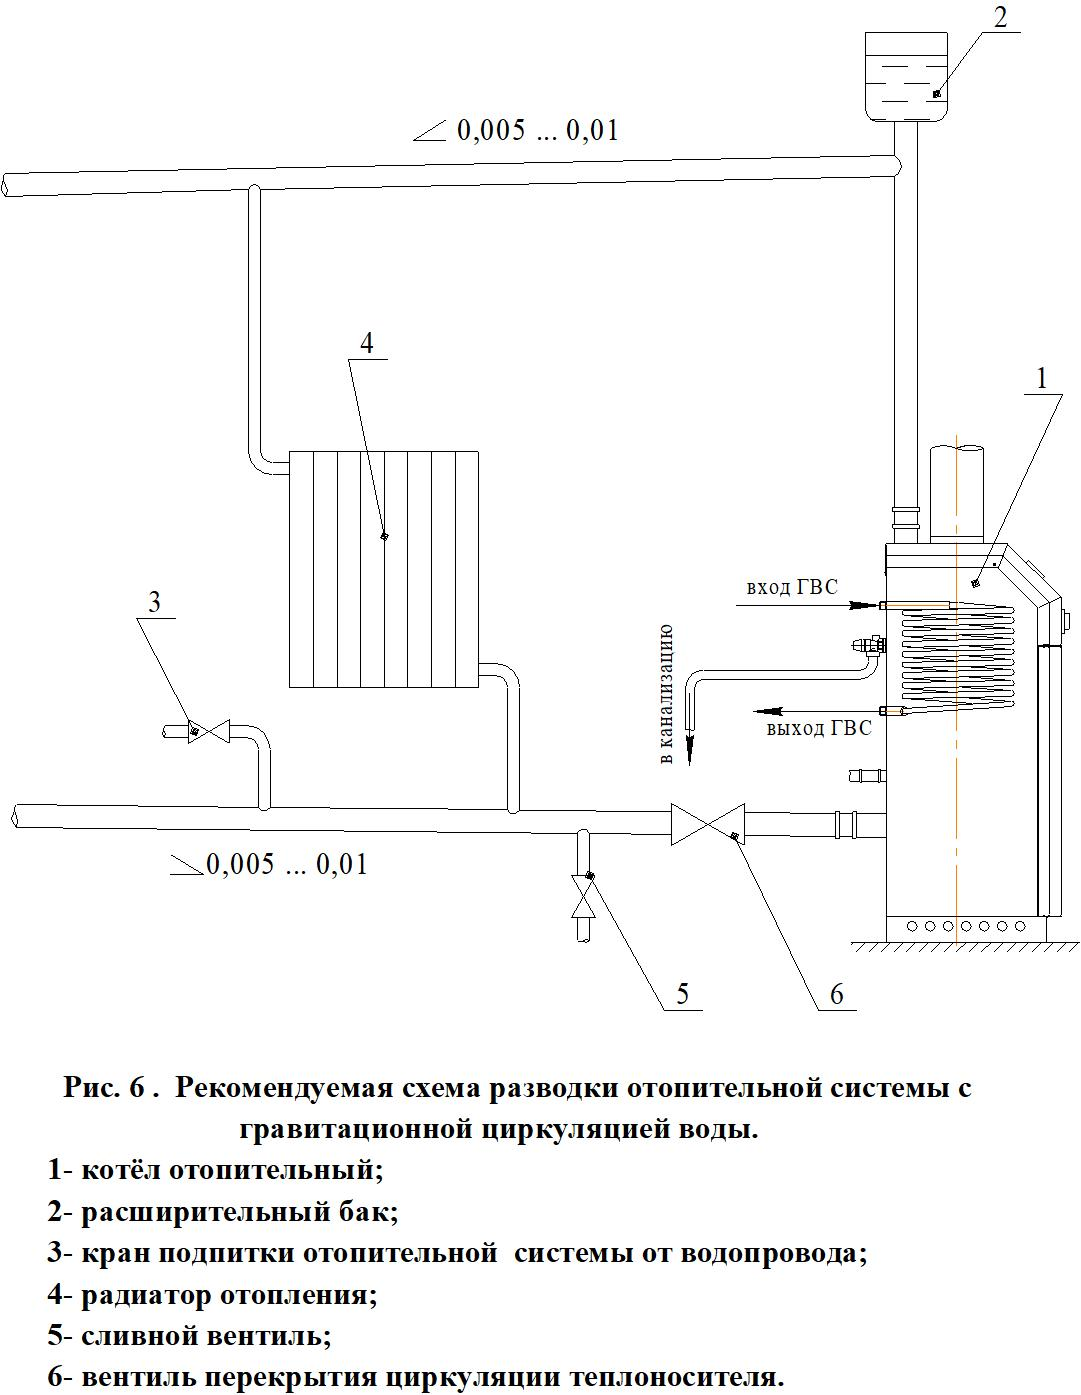 2
0,005 ... 0,01
4
1
вход ГВС
3
в канализацию
выход ГВС
0,005 ... 0,01
5
6
Рис. 6 . Рекомендуемая схема разводки отопительной системы с
гравитационной циркуляцией воды.
1- котёл отопительный;
2- расширительный бак;
3- кран подпитки отопительной системы от водопровода;
4- радиатор отопления;
5- сливной вентиль;
6- вентиль перекрытия циркуляции теплоносителя.